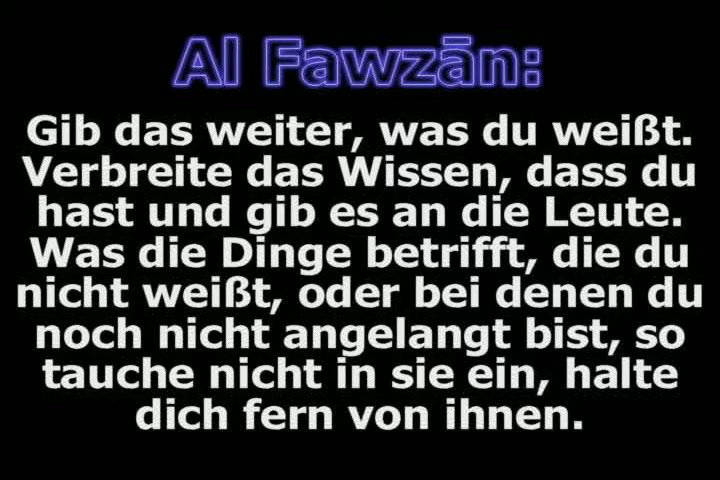 Al Fawzān:
Gib das weiter, was du weißt.
Verbreite das Wissen, dass du
hast und gib es an die Leute.
Was die Dinge betrifft, die du
nicht weißt, oder bei denen du
noch nicht angelangt bist, so
tauche nicht in sie ein, halte
dich fern von ihnen.